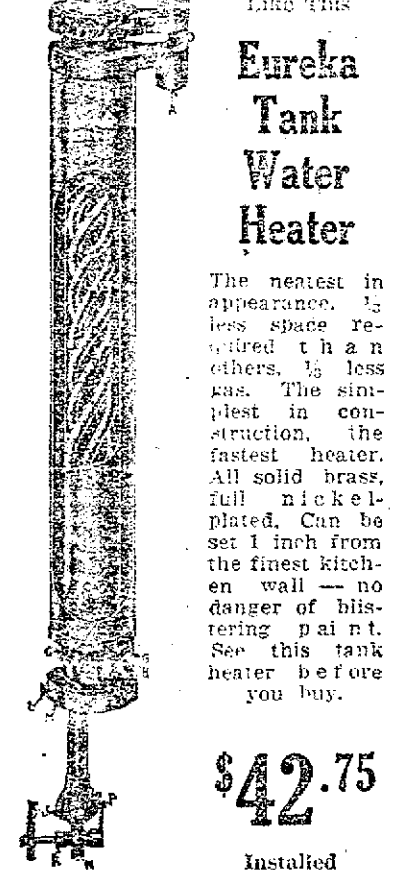 Like This
Eureka
Tank
Water
Heater
The neatest in
appearance. ⅓
less space re-
quired than
others, ⅓ less
gas. The sim-
plest in con-
struction, the
fastest heater.
All solid brass,
full nickel-
plated. Can be
set 1 inch from
the finest kitch-
en wall — no
danger of blis-
tering paint.
See this tank
heater before
you buy.
$42.75
Installed